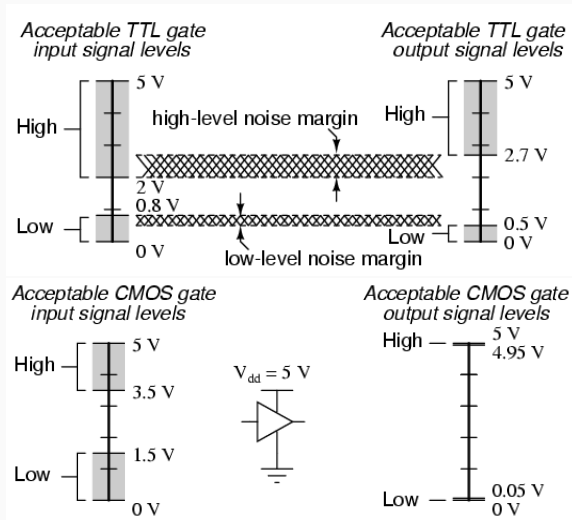 Acceptable TTL gate
input signal levels
Acceptable TTL gate
output signal levels
5 V
5 V
High
high-level noise margin
High
2.7 V
2 V
0.8 V
Low
0.5 V
Low
0 V
0 V
low-level noise margin
Acceptable CMOS gate
input signal levels
Acceptable CMOS gate
output signal levels
5 V
High
5 V
4.95 V
High
Vdd = 5 V
3.5 V
1.5 V
Low
0.05 V
Low
0 V
0 V